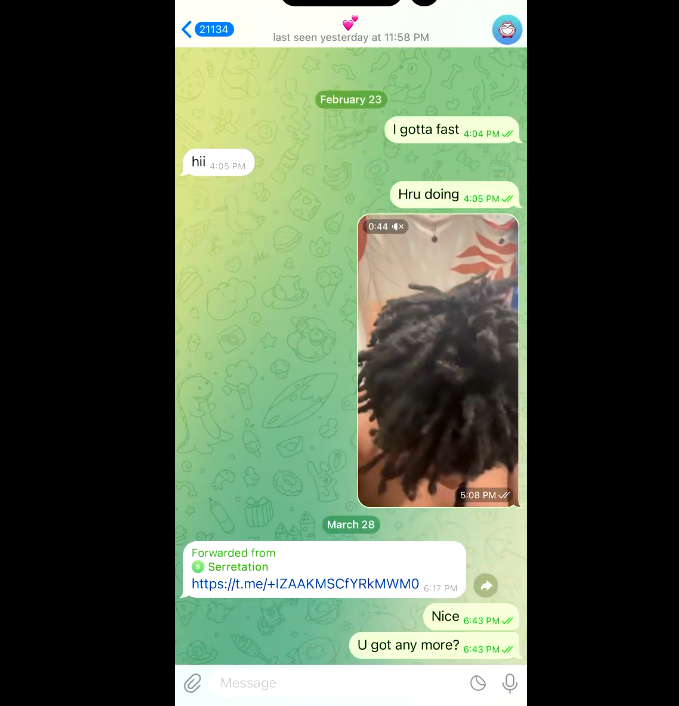 21134
💕
last seen yesterday at 11:58 PM
February 23
I gotta fast 4:04 PM
hii 4:05 PM
Hru doing 4:05 PM
0:44
5:08 PM
March 28
Forwarded from
S Serretation
https://t.me/+IZAAKMSCfYRkMWM0 6:17 PM
Nice 6:43 PM
U got any more? 6:43 PM
Message